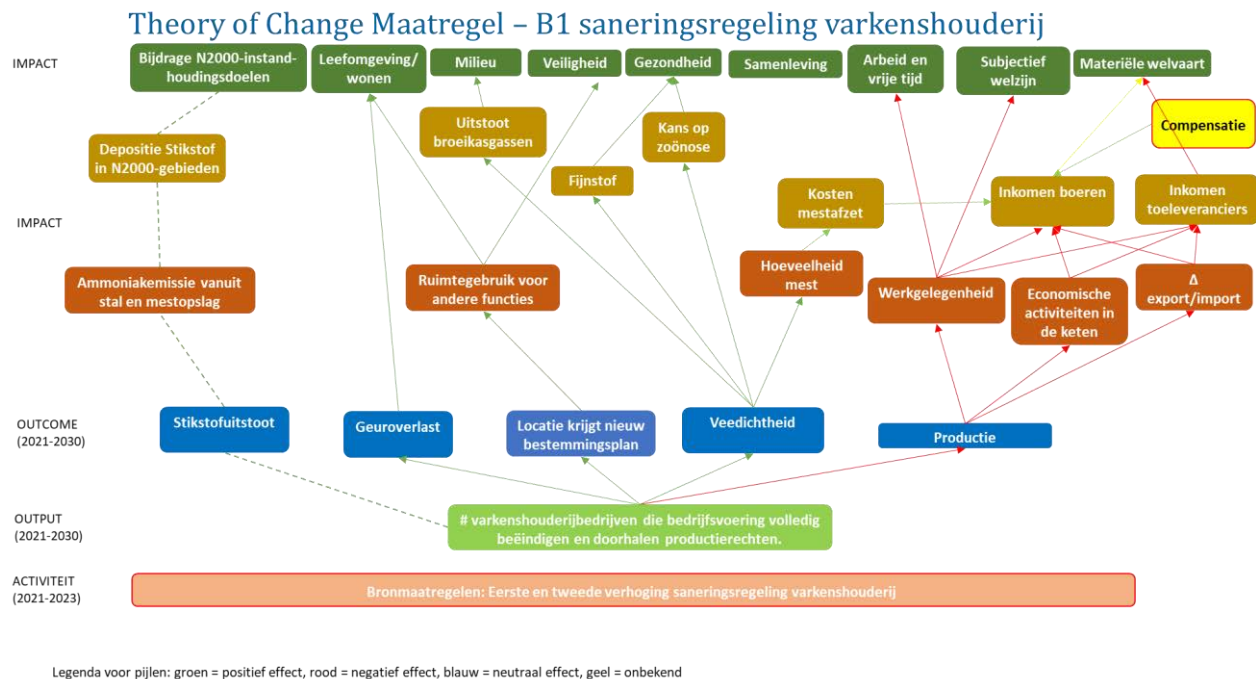 Theory of Change Maatregel – B1 saneringsregeling varkenshouderij
IMPACT
Bijdrage N2000-instand-
houdingsdoelen
Leefomgeving/
wonen
Milieu
Veiligheid
Gezondheid
Samenleving
Arbeid en
vrije tijd
Subjectief
welzijn
Materiële welvaart
Uitstoot
broeikasgassen
Kans op
zoönose
Compensatie
Depositie Stikstof
in N2000-gebieden
Fijnstof
Kosten
mestafzet
Inkomen boeren
Inkomen
toeleveranciers
IMPACT
Ammoniakemissie vanuit
stal en mestopslag
Ruimtegebruik voor
andere functies
Hoeveelheid
mest
Werkgelegenheid
Economische
activiteiten in
de keten
Δ
export/import
OUTCOME
(2021-2030)
Stikstofuitstoot
Geuroverlast
Locatie krijgt nieuw
bestemmingsplan
Veedichtheid
Productie
OUTPUT
(2021-2030)
# varkenshouderijbedrijven die bedrijfsvoering volledig
beëindigen en doorhalen productierechten.
ACTIVITEIT
(2021-2023)
Bronmaatregelen: Eerste en tweede verhoging saneringsregeling varkenshouderij
Legenda voor pijlen: groen = positief effect, rood = negatief effect, blauw = neutraal effect, geel = onbekend